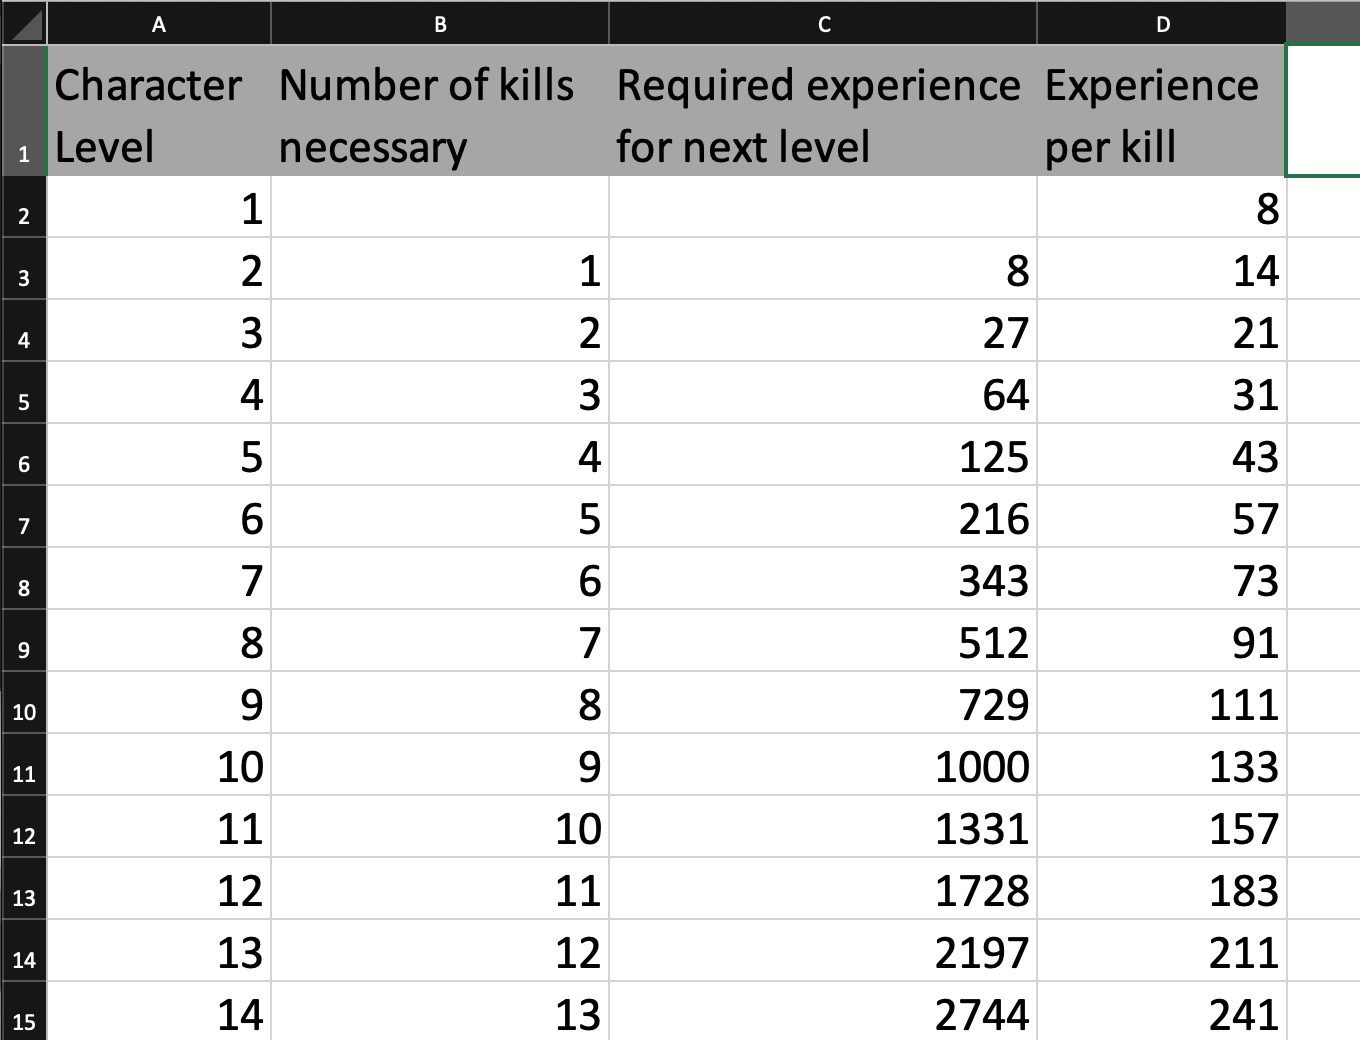 A B C D
Character Level Number of kills necessary Required experience for next level Experience per kill
1
2 1 8
3 2 1 8 14
4 3 2 27 21
5 4 3 64 31
6 5 4 125 43
7 6 5 216 57
8 7 6 343 73
9 8 7 512 91
10 9 8 729 111
11 10 9 1000 133
12 11 10 1331 157
13 12 11 1728 183
14 13 12 2197 211
15 14 13 2744 241